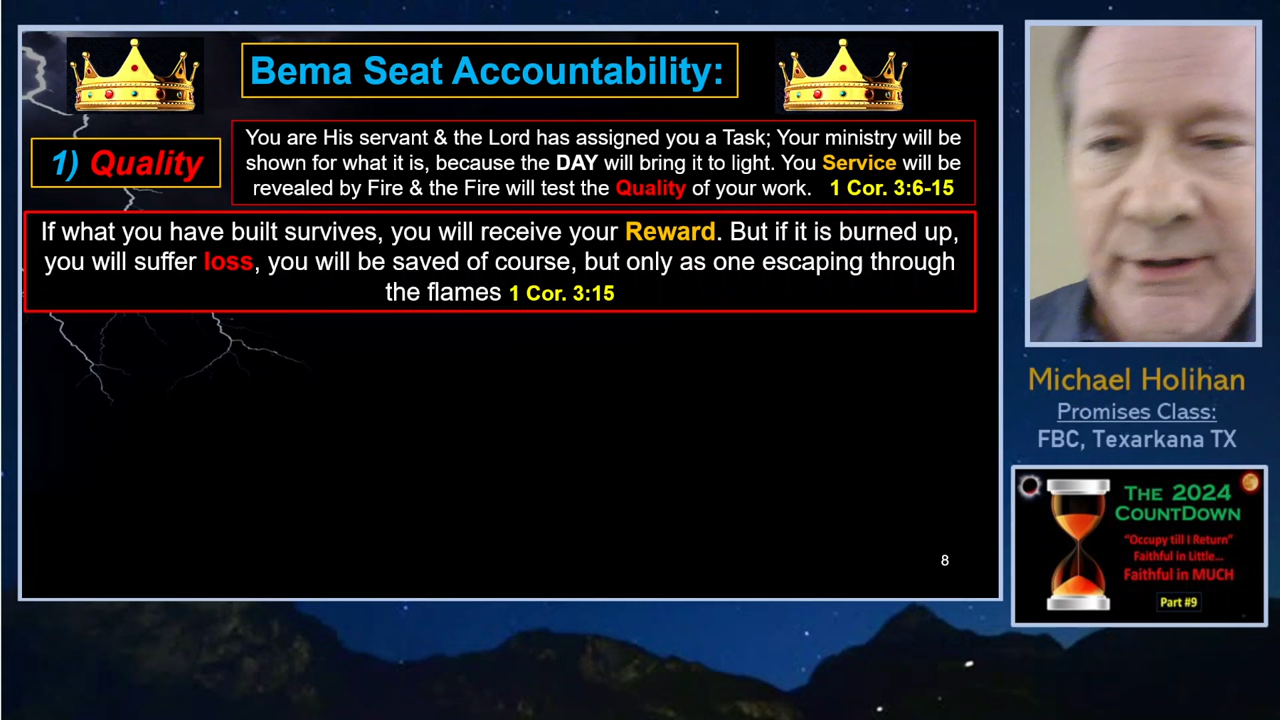 Bema Seat Accountability:
1) Quality
You are His servant & the Lord has assigned you a Task; Your ministry will be
shown for what it is, because the DAY will bring it to light. You Service will be
revealed by Fire & the Fire will test the Quality of your work. 1 Cor. 3:6-15
If what you have built survives, you will receive your Reward. But if it is burned up,
you will suffer loss, you will be saved of course, but only as one escaping through
the flames 1 Cor. 3:15
8
Michael Holihan
Promises Class:
FBC, Texarkana TX
The 2024
CountDown
"Occupy till I Return"
Faithful in Little...
Faithful in MUCH
Part #9